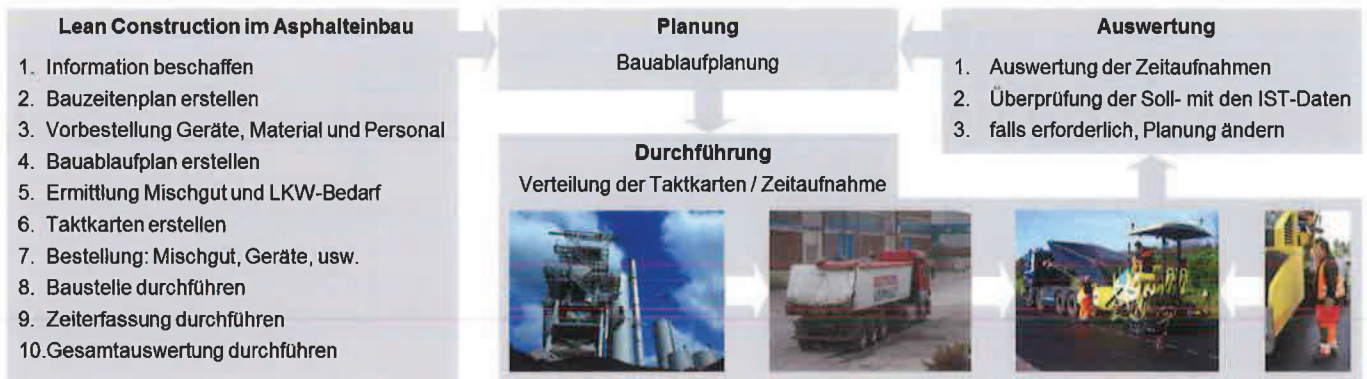 Lean Construction im Asphalteinbau
1. Information beschaffen
2. Bauzeitenplan erstellen
3. Vorbestellung Geräte, Material und Personal
4. Bauablaufplan erstellen
5. Ermittlung Mischgut und LKW-Bedarf
6. Taktkarten erstellen
7. Bestellung: Mischgut, Geräte, usw.
8. Baustelle durchführen
9. Zeiterfassung durchführen
10.Gesamtauswertung durchführen
Planung
Bauablaufplanung
Durchführung
Verteilung der Taktkarten / Zeitaufnahme
Auswertung
1. Auswertung der Zeitaufnahmen
2. Überprüfung der Soll- mit den IST-Daten
3. falls erforderlich, Planung ändern